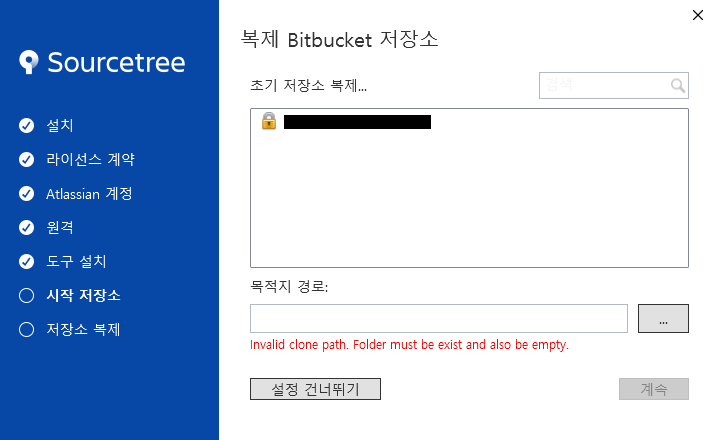 복제 Bitbucket 저장소
Sourcetree
초기 저장소 복제...
검색
설치
라이선스 계약
Atlassian 계정
원격
도구 설치
시작 저장소
저장소 복제
목적지 경로:
...
Invalid clone path. Folder must be exist and also be empty.
설정 건너뛰기
계속